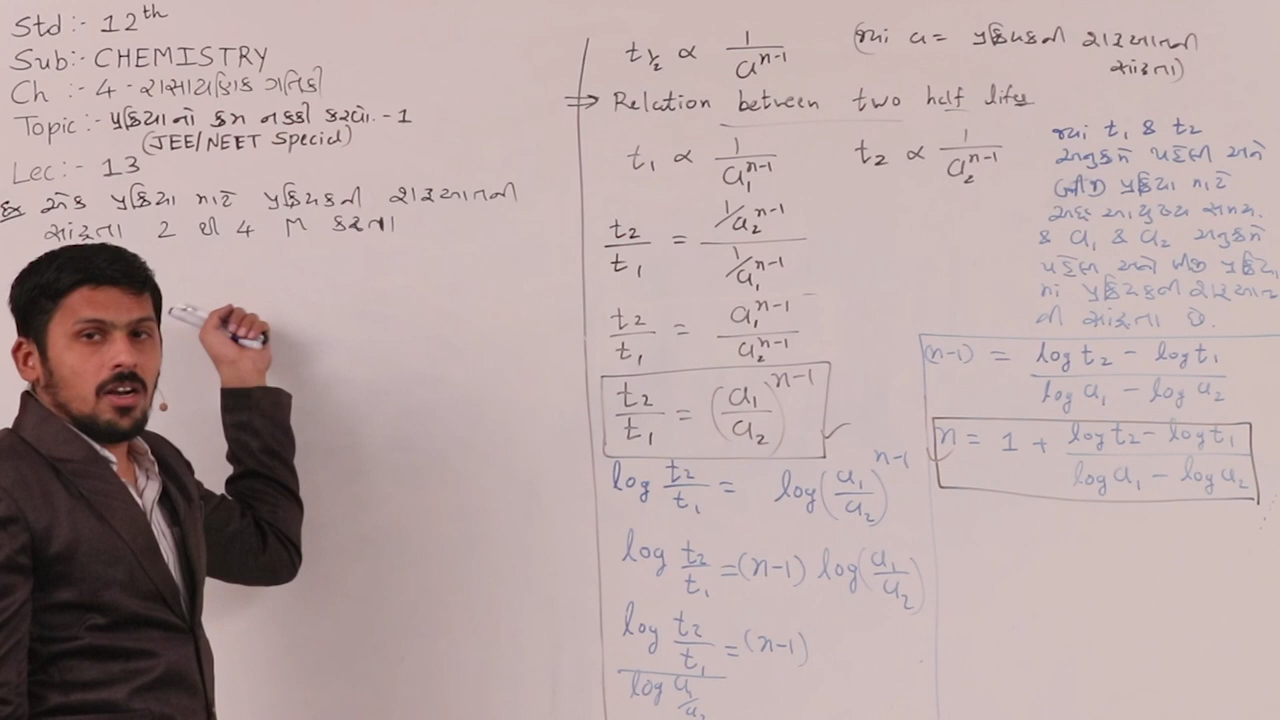 Std :- 12th
Sub:- CHEMISTRY
Ch :- 4 - રાસાયણિક ગતિકી
Topic:- પ્રક્રિયાનો ક્રમ નક્કી કરવો. -1
(JEE/NEET Special)
Lec:- 13
Ex એક પ્રક્રિયા માટે પ્રક્રિયકની શરૂઆતની
સાંદ્રતા 2 થી 4 M કરતા
t½ ∝ 1/a^(n-1) (જ્યાં a = પ્રક્રિયકની શરૂઆતની
સાંદ્રતા)
⇒ Relation between two half lifes
t₁ ∝ 1/a₁^(n-1) t₂ ∝ 1/a₂^(n-1)
t₂/t₁ = (1/a₂^(n-1))/(1/a₁^(n-1))
t₂/t₁ = a₁^(n-1)/a₂^(n-1)
t₂/t₁ = (a₁/a₂)^(n-1)
log t₂/t₁ = log(a₁/a₂)^(n-1)
log t₂/t₁ = (n-1) log(a₁/a₂)
(log t₂/t₁)/(log a₁/a₂) = (n-1)
જ્યાં t₁ & t₂
અનુક્રમે પહેલી અને
બીજી પ્રક્રિયા માટે
અર્ધ આયુષ્ય સમય.
& a₁ & a₂ અનુક્રમે
પહેલી અને બીજી પ્રક્રિયા
માં પ્રક્રિયકની શરૂઆત
ની સાંદ્રતા છે.
(n-1) = (log t₂ - log t₁)/(log a₁ - log a₂)
n = 1 + (log t₂ - log t₁)/(log a₁ - log a₂)